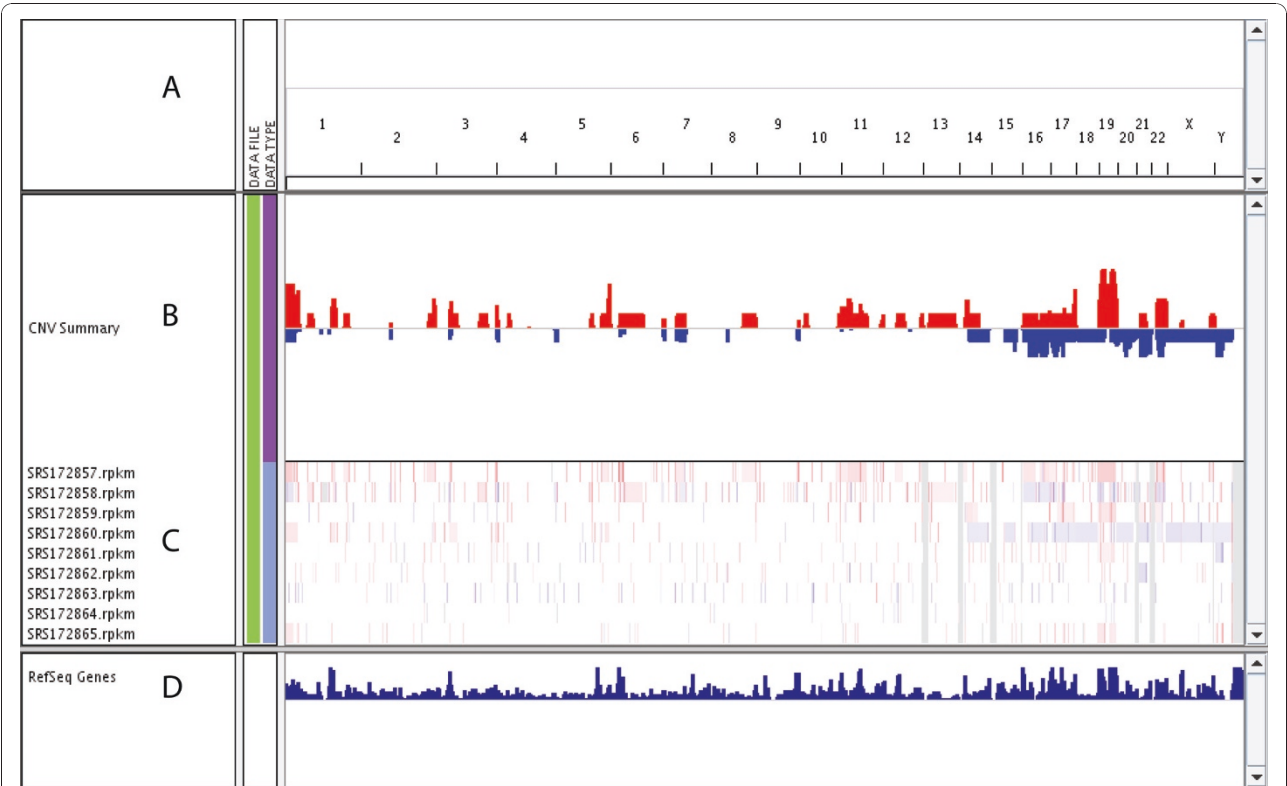 A
DATA FILE
DATA TYPE
1 2 3 4 5 6 7 8 9 10 11 12 13 14 15 16 17 18 19 20 21 22 X Y
CNV Summary
B
SRS172857.rpkm
SRS172858.rpkm
SRS172859.rpkm
SRS172860.rpkm
C
SRS172861.rpkm
SRS172862.rpkm
SRS172863.rpkm
SRS172864.rpkm
SRS172865.rpkm
RefSeq Genes
D